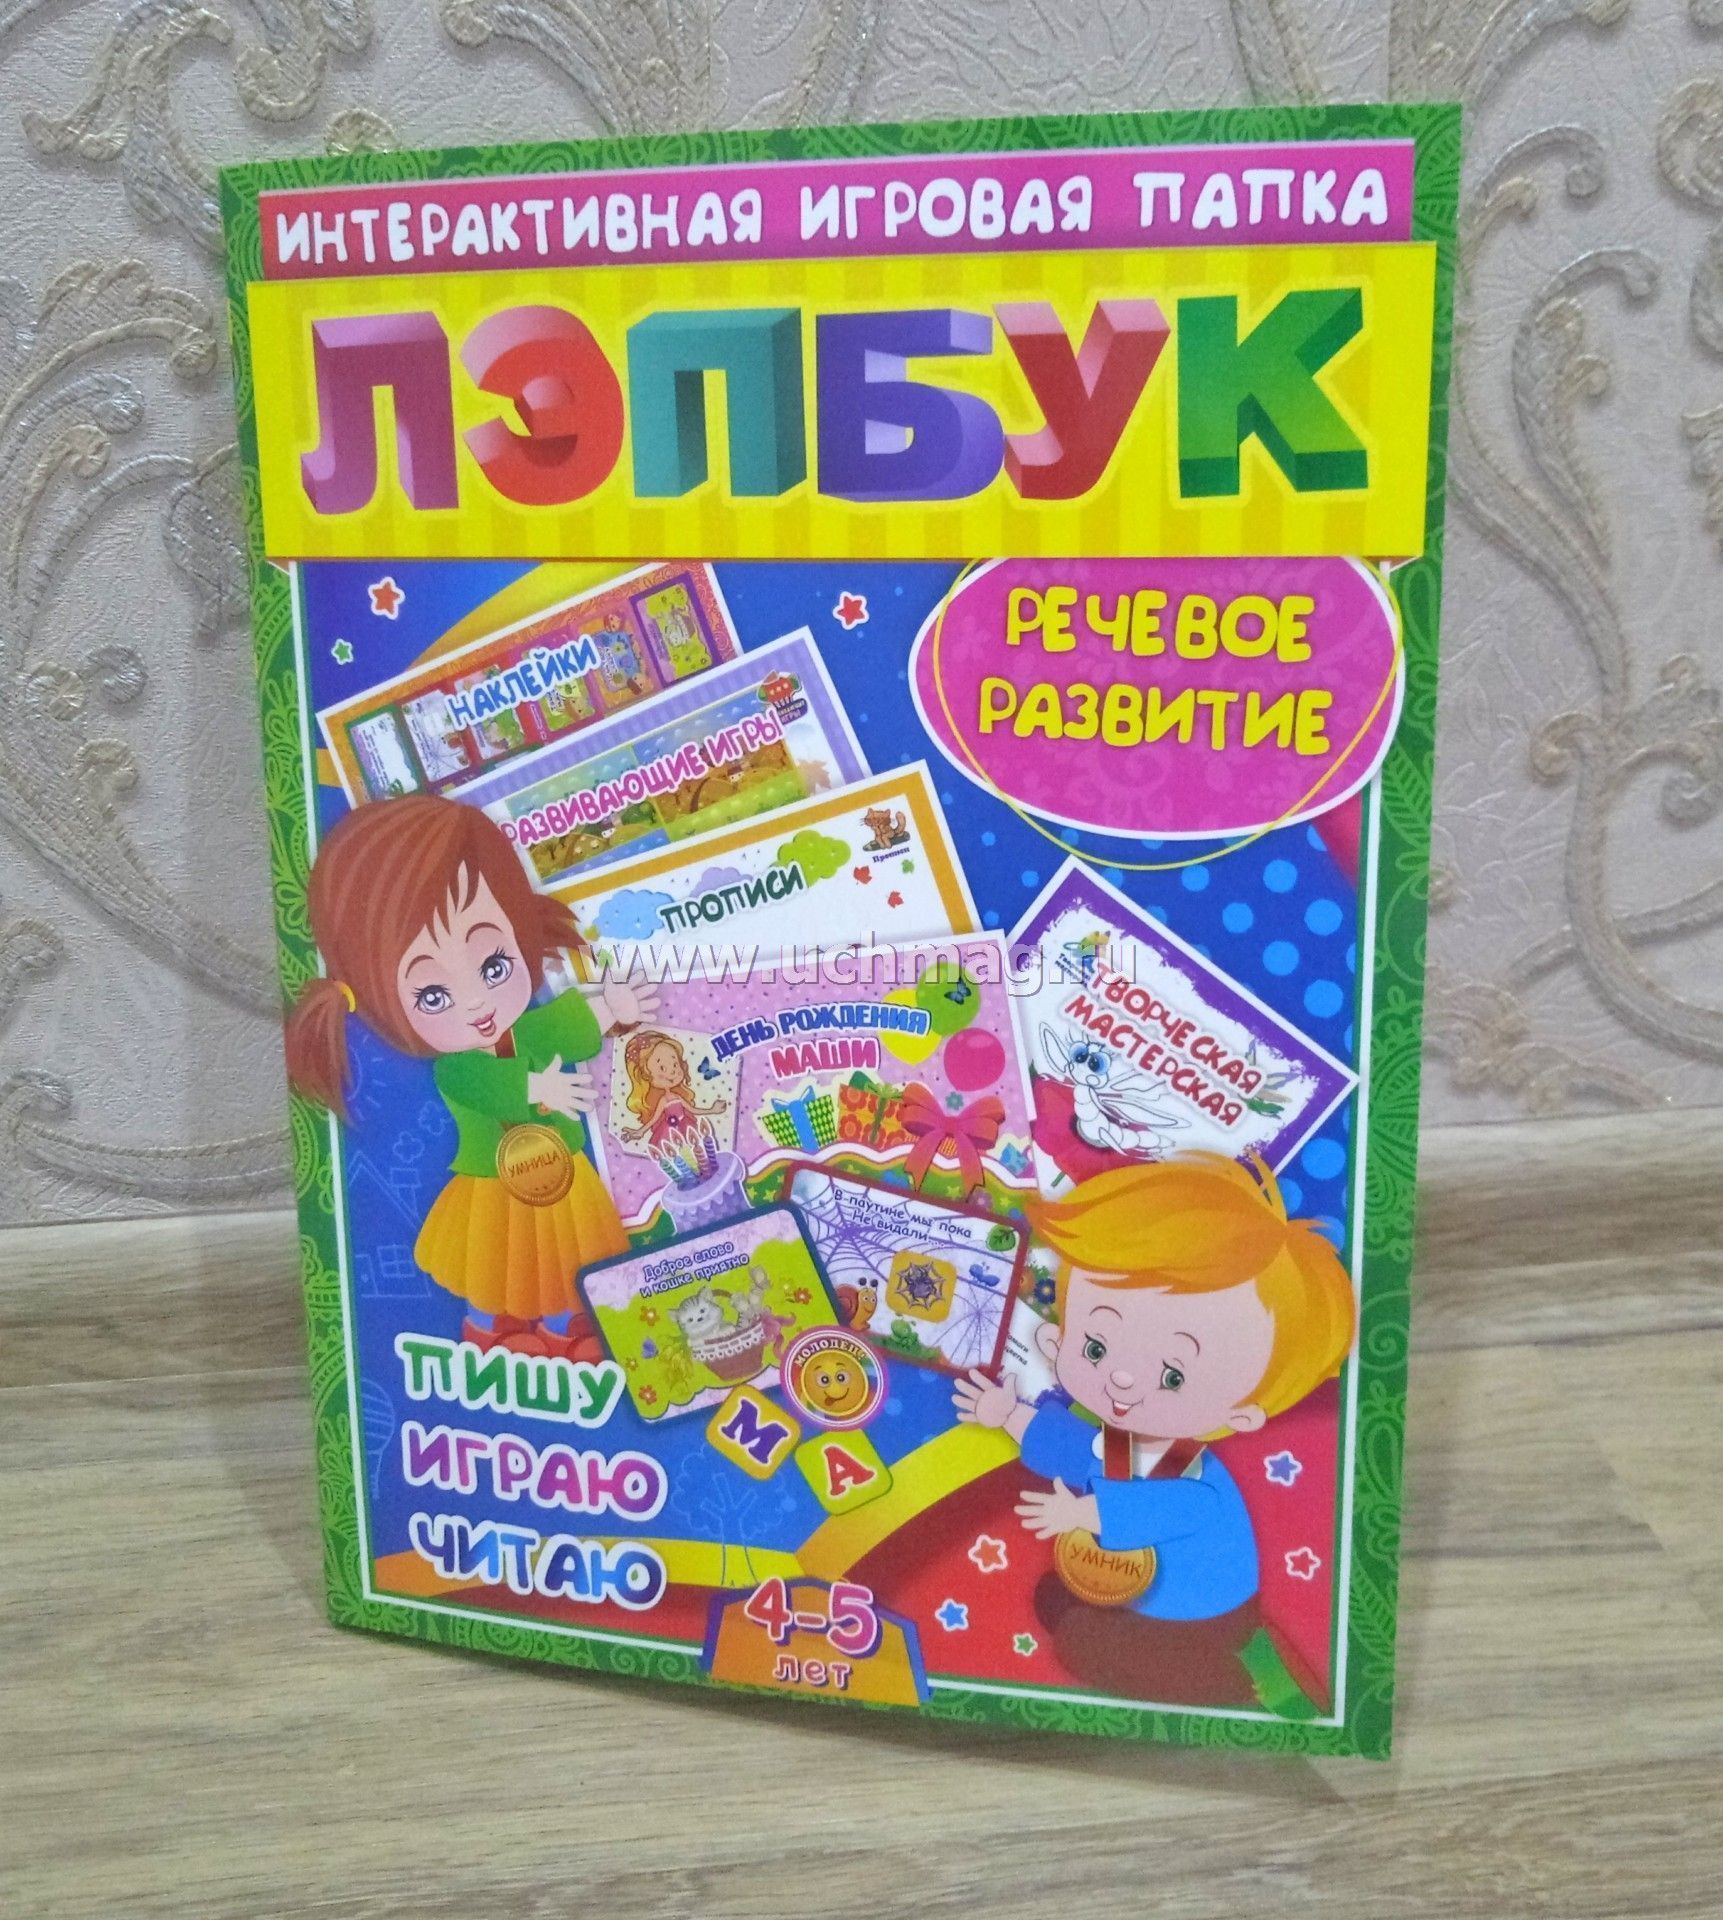 ИНТЕРАКТИВНАЯ ИГРОВАЯ ПАПКА
ЛЭПБУК
РЕЧЕВОЕ
РАЗВИТИЕ
НАКЛЕЙКИ
РАЗВИВАЮЩИЕ ИГРЫ
ПРОПИСИ
Прописи
www.uchmag.ru
ТВОРЧЕСКАЯ
МАСТЕРСКАЯ
ДЕНЬ РОЖДЕНИЯ
МАШИ
УМНИЦА
В паутине мы пока
Не видали...
Доброе слово
и кошке приятно
МОЛОДЕЦ!
М
А
ПИШУ
ИГРАЮ
ЧИТАЮ
УМНИК
4-5
лет